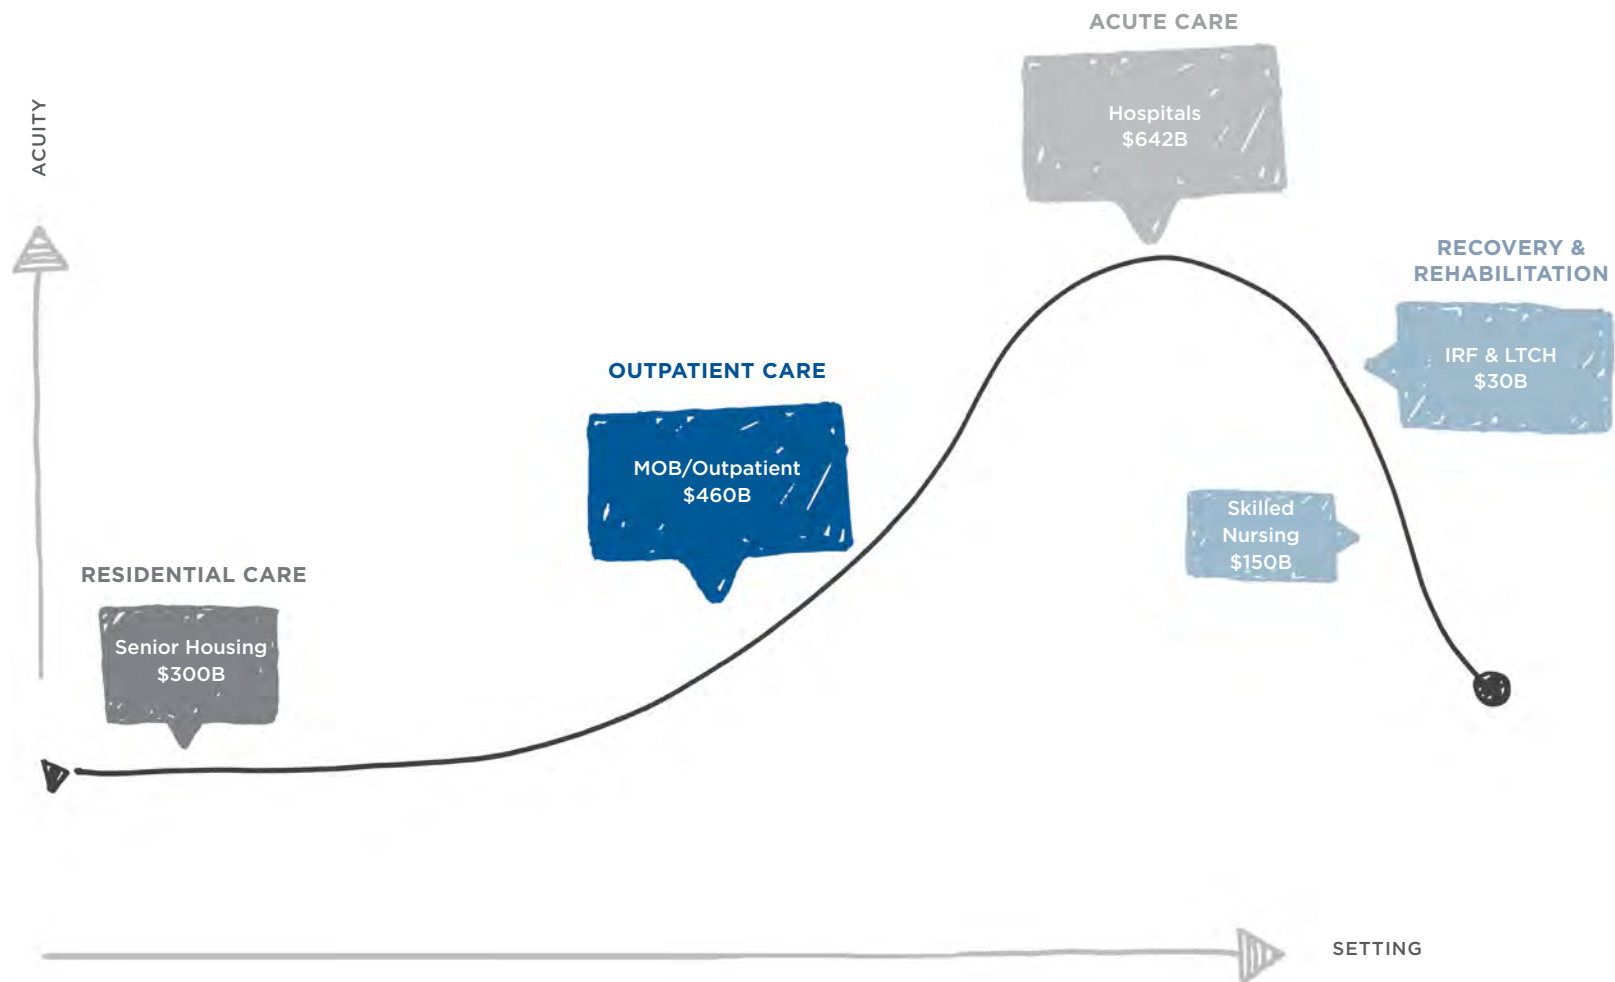 ACUTE CARE
Hospitals
$642B
ACUITY
RECOVERY &
REHABILITATION
IRF & LTCH
$30B
OUTPATIENT CARE
MOB/Outpatient
$460B
Skilled
Nursing
$150B
RESIDENTIAL CARE
Senior Housing
$300B
SETTING